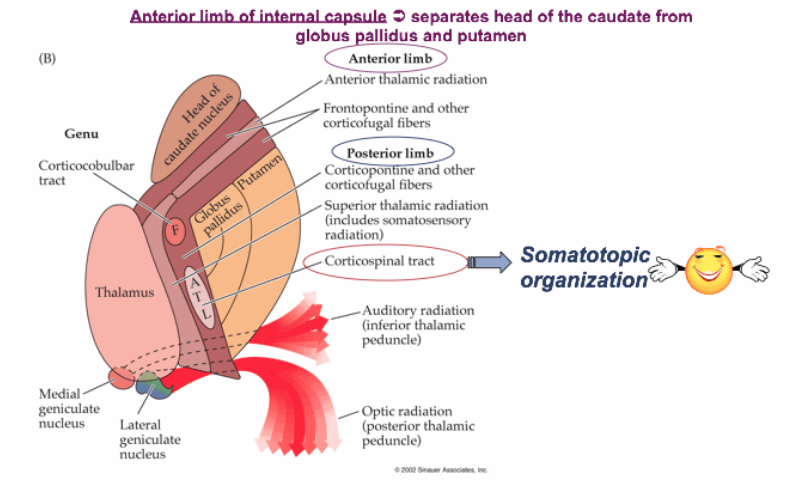 Anterior limb of internal capsule ➲ separates head of the caudate from
globus pallidus and putamen
(B)
Anterior limb
Anterior thalamic radiation
Head of
caudate nucleus
Frontopontine and other
corticofugal fibers
Genu
Posterior limb
Corticocobulbar
tract
Putamen
Corticopontine and other
corticofugal fibers
Globus
pallidus
Superior thalamic radiation
(includes somatosensory
radiation)
F
Corticospinal tract
Somatotopic
organization
Thalamus
A
T
L
Auditory radiation
(inferior thalamic
peduncle)
Medial
geniculate
nucleus
Lateral
geniculate
nucleus
Optic radiation
(posterior thalamic
peduncle)
© 2002 Sinauer Associates, Inc.